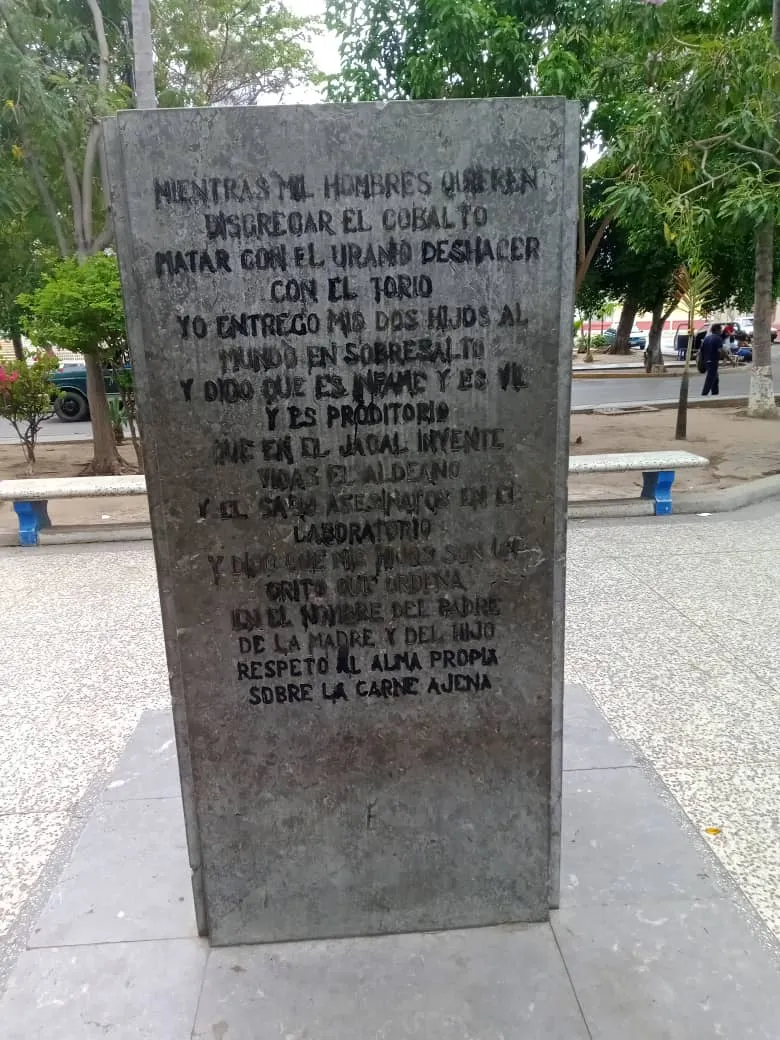 MIENTRAS MIL HOMBRES QUIEREN
DISGREGAR EL COBALTO
MATAR CON EL URANIO DESHACER
CON EL TORIO
YO ENTREGO MIS DOS HIJOS AL
MUNDO EN SOBRESALTO
Y DIGO QUE ES INFAME Y ES VIL
Y ES PRODITORIO
QUE EN EL JACAL INVENTE
VIDAS EL ALDEANO
Y EL SABIO ASESINATOS EN EL
LABORATORIO
Y DIGO QUE MIS HIJOS SON
GRITO QUE ORDENA
EN EL NOMBRE DEL PADRE
DE LA MADRE Y DEL HIJO
RESPETO AL ALMA PROPIA
SOBRE LA CARNE AJENA